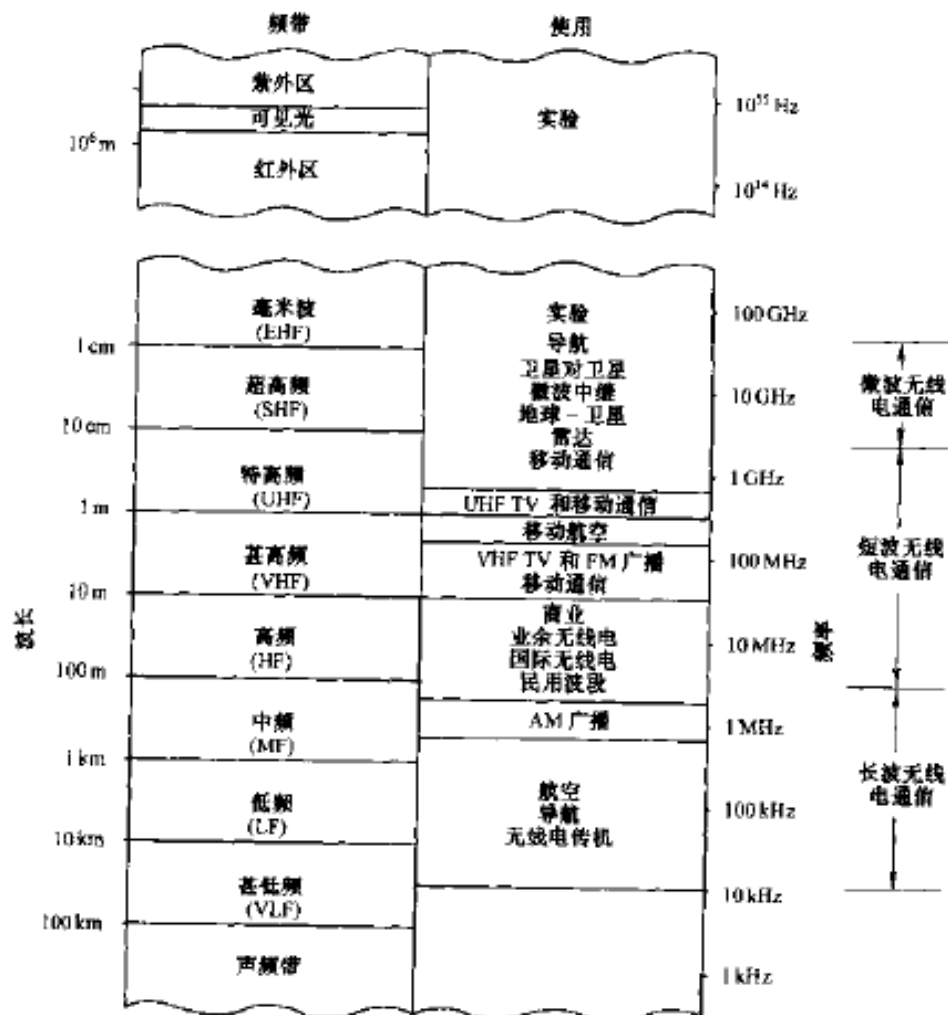 频带
使用
紫外区
可见光
红外区
实验
10⁶ m
10¹⁵ Hz
10¹⁴ Hz
毫米波
(EHF)
1 cm
超高频
(SHF)
10 cm
特高频
(UHF)
1 m
甚高频
(VHF)
10 m
高频
(HF)
100 m
中频
(MF)
1 km
低频
(LF)
10 km
甚低频
(VLF)
100 km
声频带
波长
实验
导航
卫星对卫星
微波中继
地球－卫星
雷达
移动通信
UHF TV 和移动通信
移动航空
VHF TV 和 FM 广播
移动通信
商业
业余无线电
国际无线电
民用波段
AM 广播
航空
导航
无线电传机
100 GHz
10 GHz
1 GHz
100 MHz
10 MHz
1 MHz
100 kHz
10 kHz
1 kHz
频率
微波无线
电通信
短波无线
电通信
长波无线
电通信